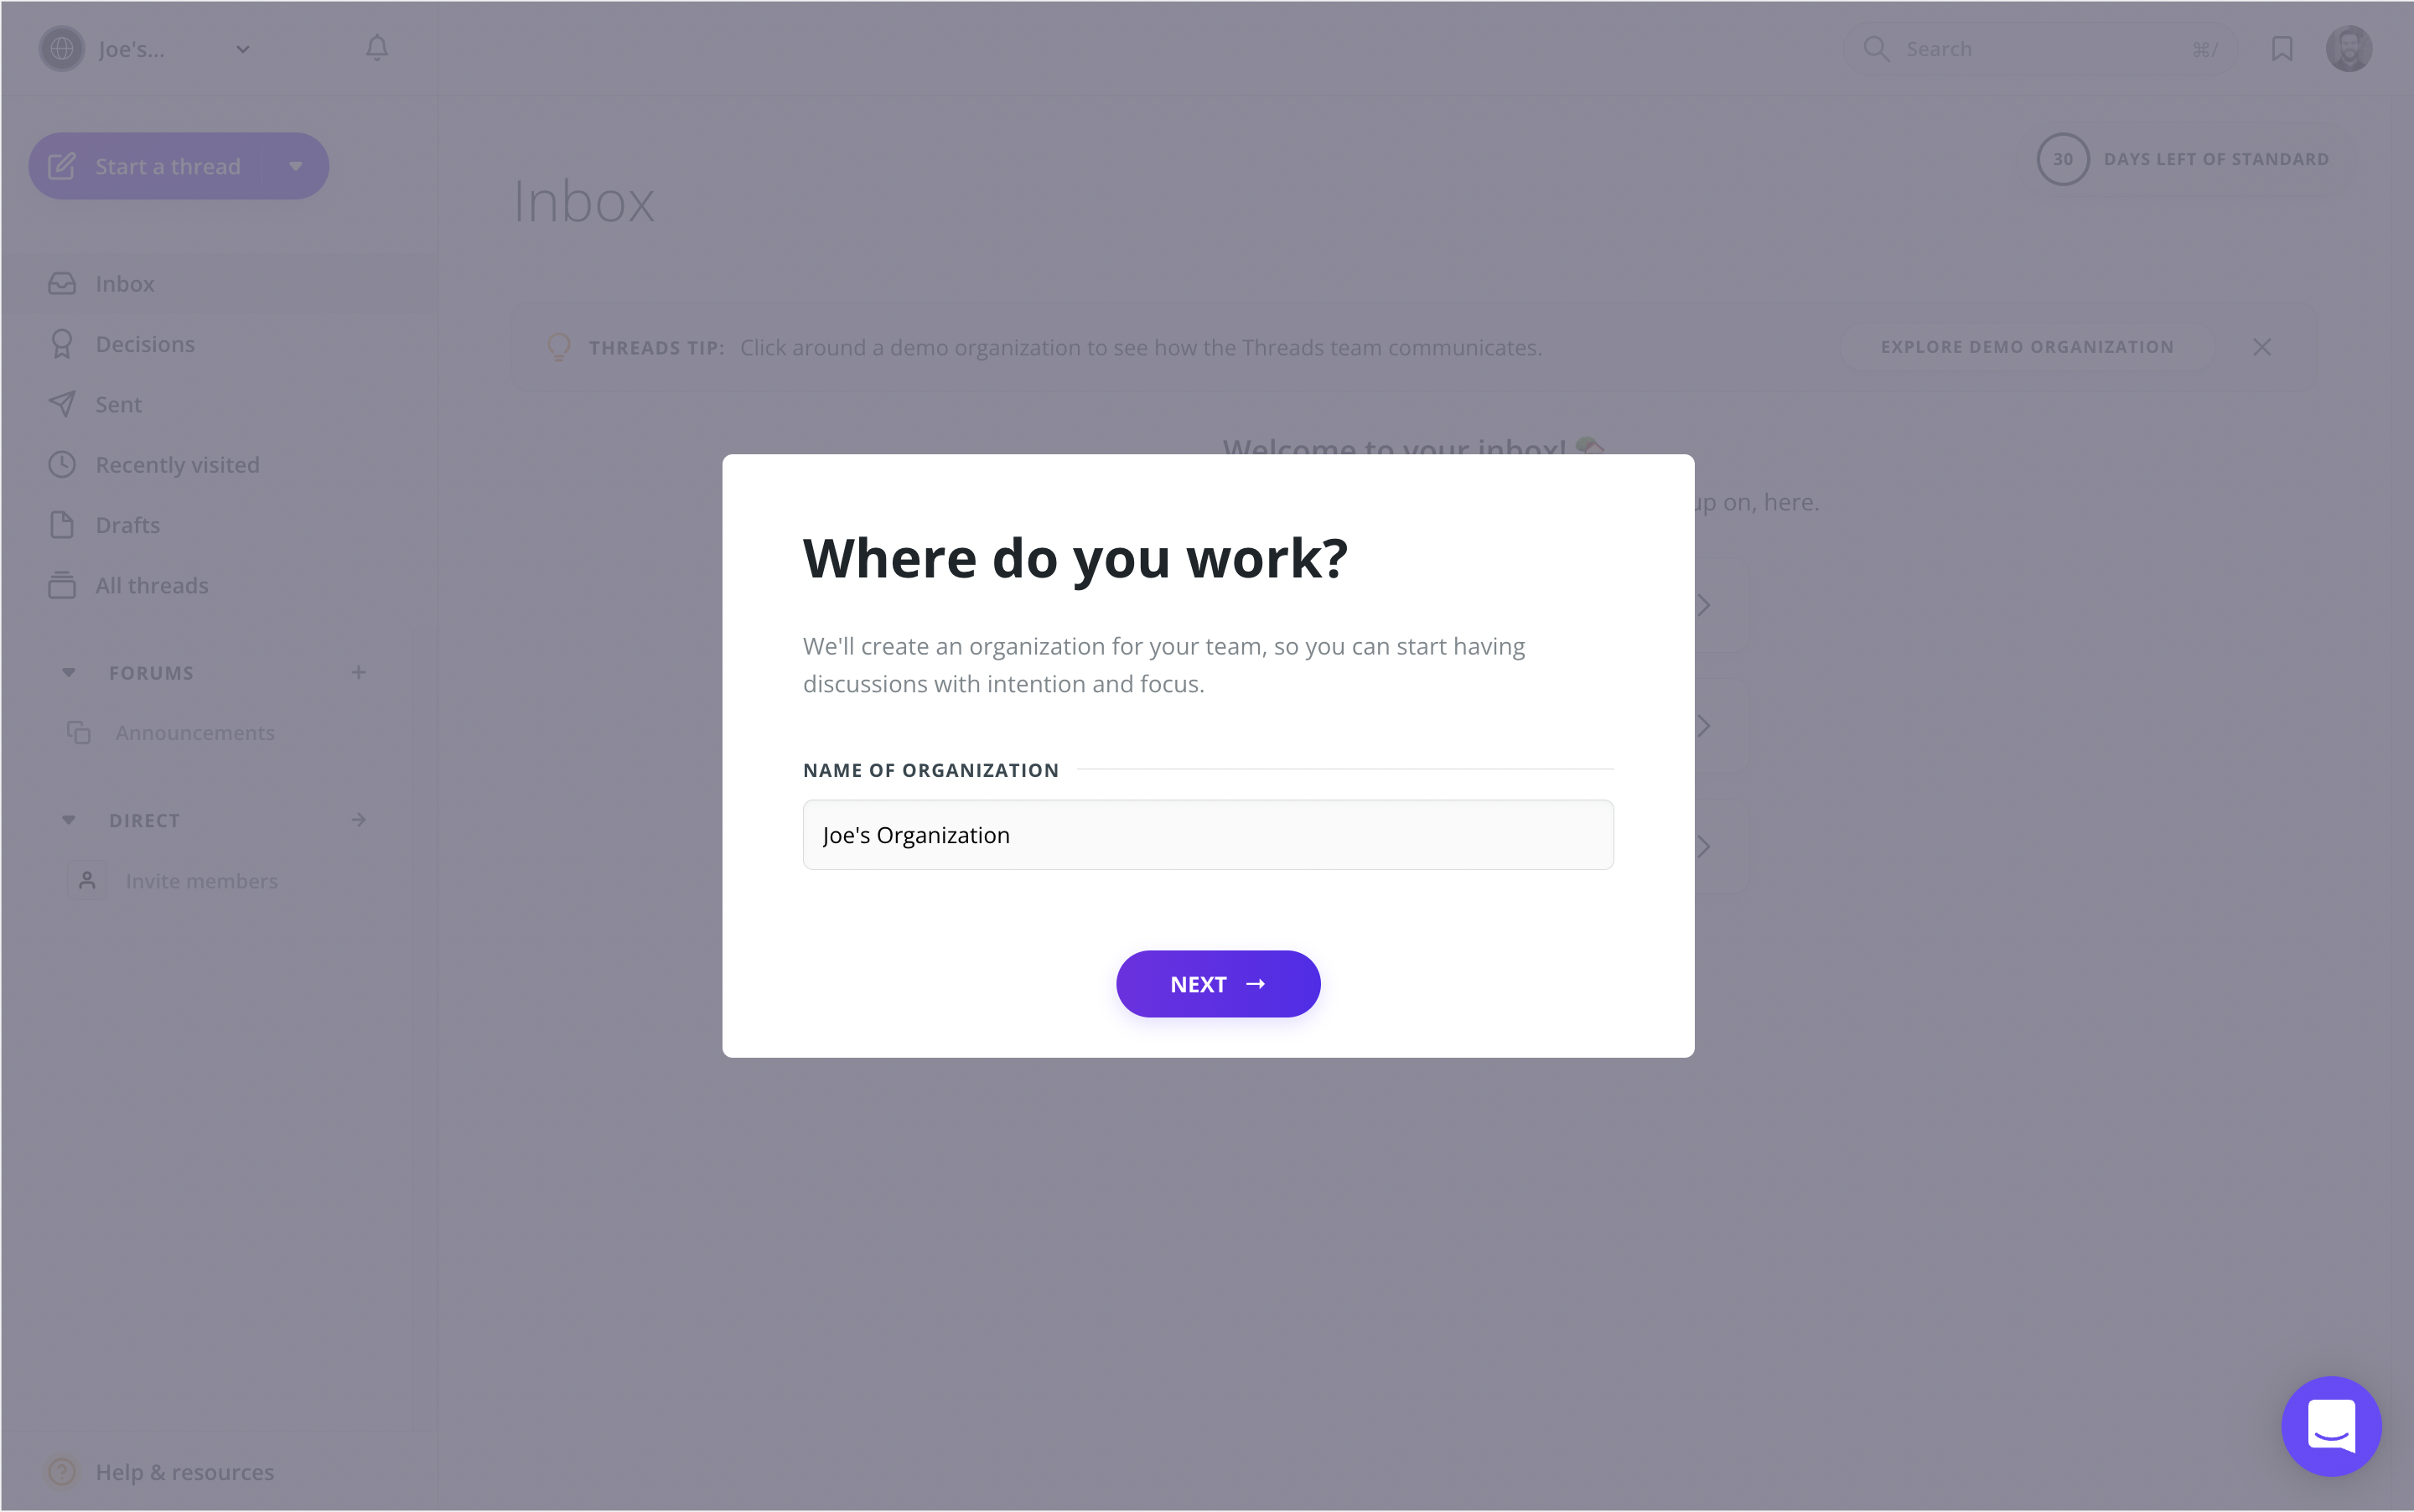 Joe's...
Search
⌘/
Start a thread
30
DAYS LEFT OF STANDARD
Inbox
Inbox
Decisions
Sent
Recently visited
Drafts
All threads
FORUMS
Announcements
DIRECT
Invite members
Help & resources
THREADS TIP: Click around a demo organization to see how the Threads team communicates.
EXPLORE DEMO ORGANIZATION
Welcome to your inbox!
up on, here.
Where do you work?
We'll create an organization for your team, so you can start having
discussions with intention and focus.
NAME OF ORGANIZATION
Joe's Organization
NEXT →